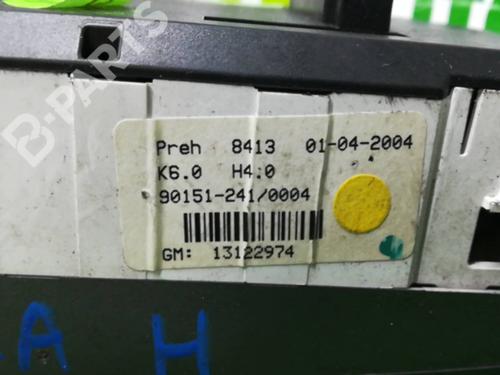 B-PARTS
Preh 8413 01-04-2004
K6.0 H4.0
90151-241/0004
GM: 13122974
A H